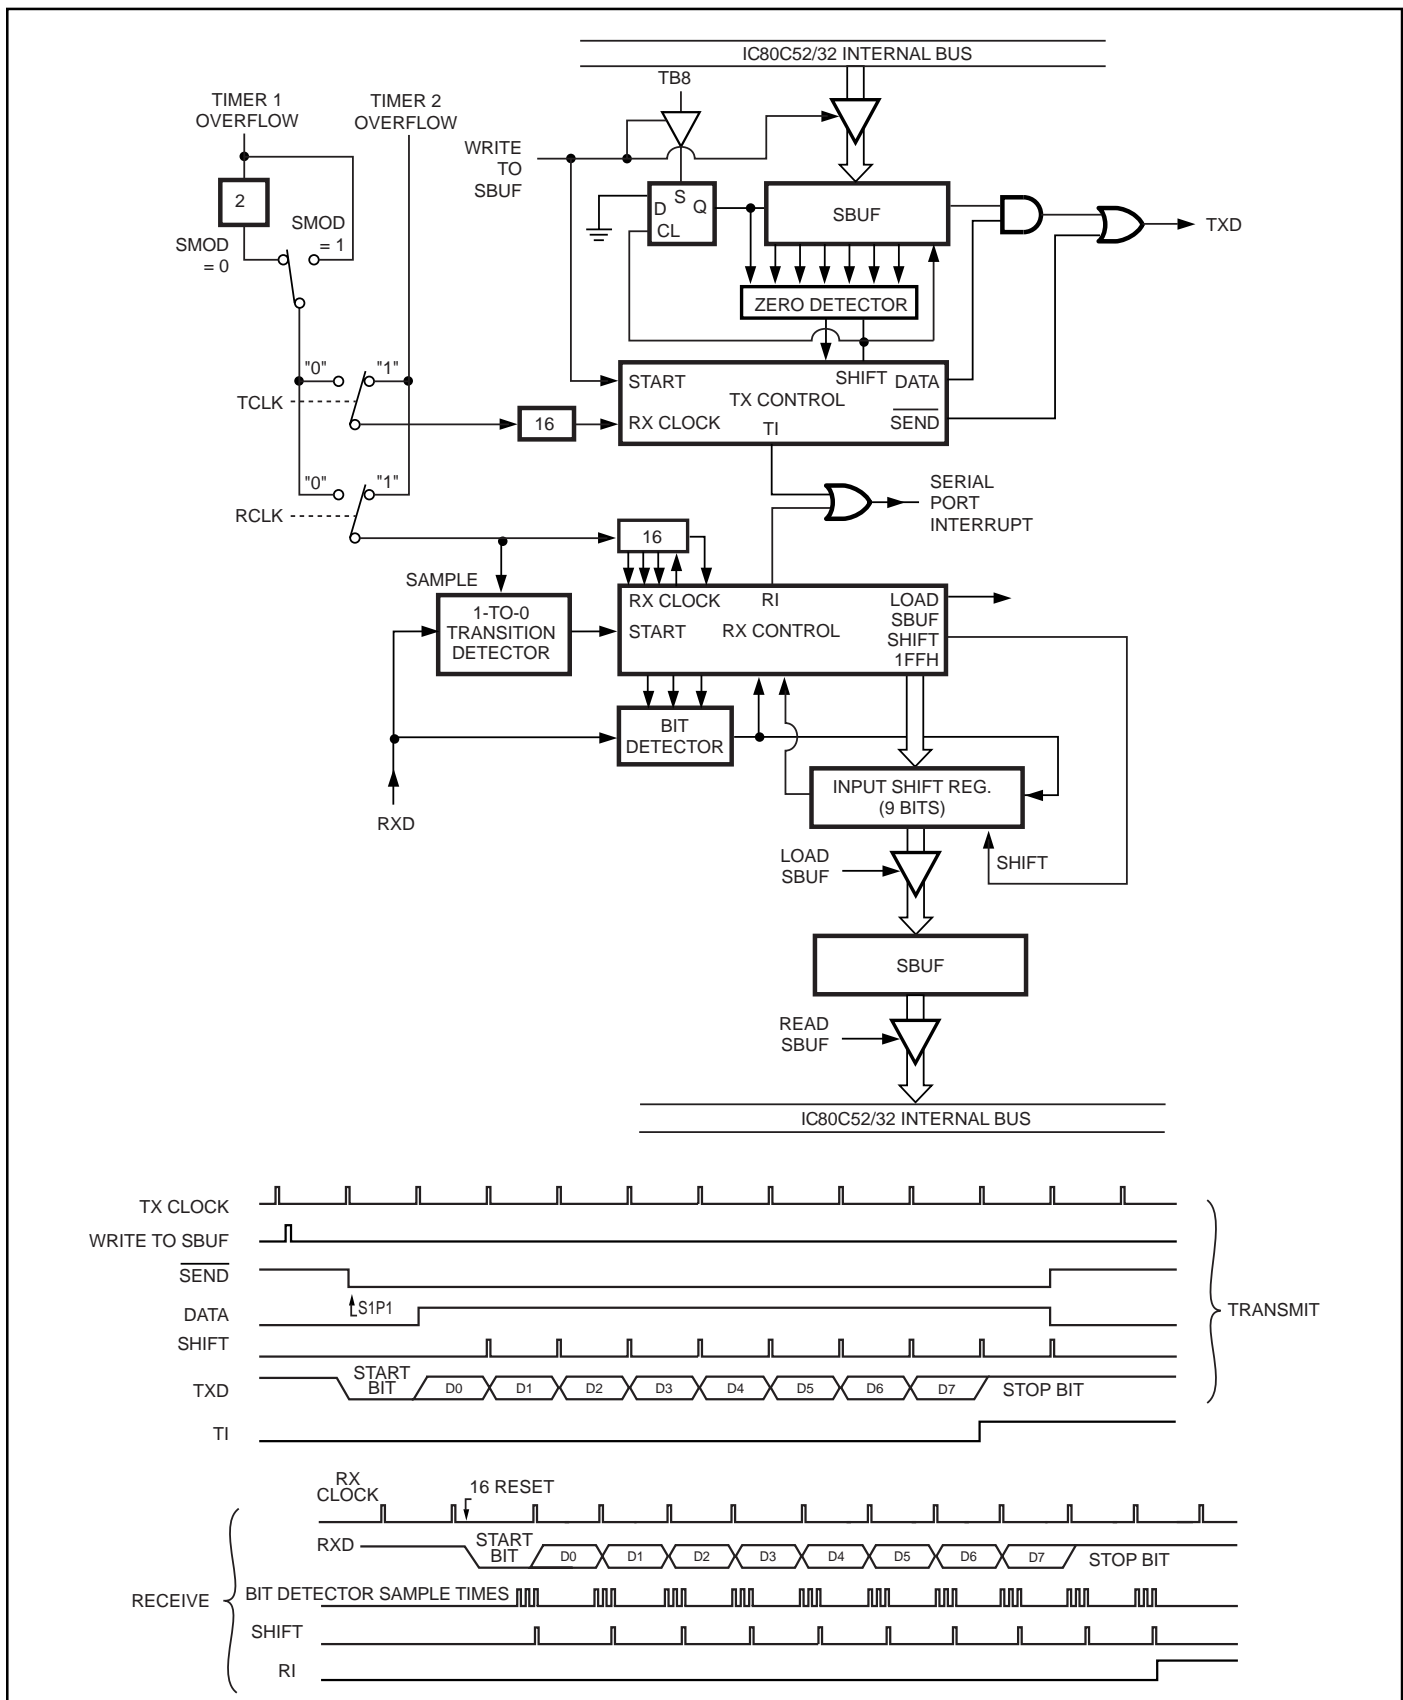 IC80C52/32 INTERNAL BUS
TB8
TIMER 1
OVERFLOW
TIMER 2
OVERFLOW
WRITE
TO
SBUF
2
SMOD
= 1
SMOD
= 0
S
D
Q
CL
SBUF
TXD
ZERO DETECTOR
"0"
"1"
TCLK
START
SHIFT
DATA
TX CONTROL
16
RX CLOCK
TI
SEND
"0"
"1"
RCLK
SERIAL
PORT
INTERRUPT
16
SAMPLE
1-TO-0
TRANSITION
DETECTOR
RX CLOCK
RI
LOAD
SBUF
START
RX CONTROL
SHIFT
1FFH
BIT
DETECTOR
INPUT SHIFT REG.
(9 BITS)
RXD
LOAD
SBUF
SHIFT
SBUF
READ
SBUF
IC80C52/32 INTERNAL BUS
TX CLOCK
WRITE TO SBUF
SEND
S1P1
DATA
TRANSMIT
SHIFT
TXD
START
BIT
D0 D1 D2 D3 D4 D5 D6 D7 STOP BIT
TI
RX
CLOCK
16 RESET
RXD
START
BIT
D0 D1 D2 D3 D4 D5 D6 D7 STOP BIT
RECEIVE
BIT DETECTOR SAMPLE TIMES
SHIFT
RI